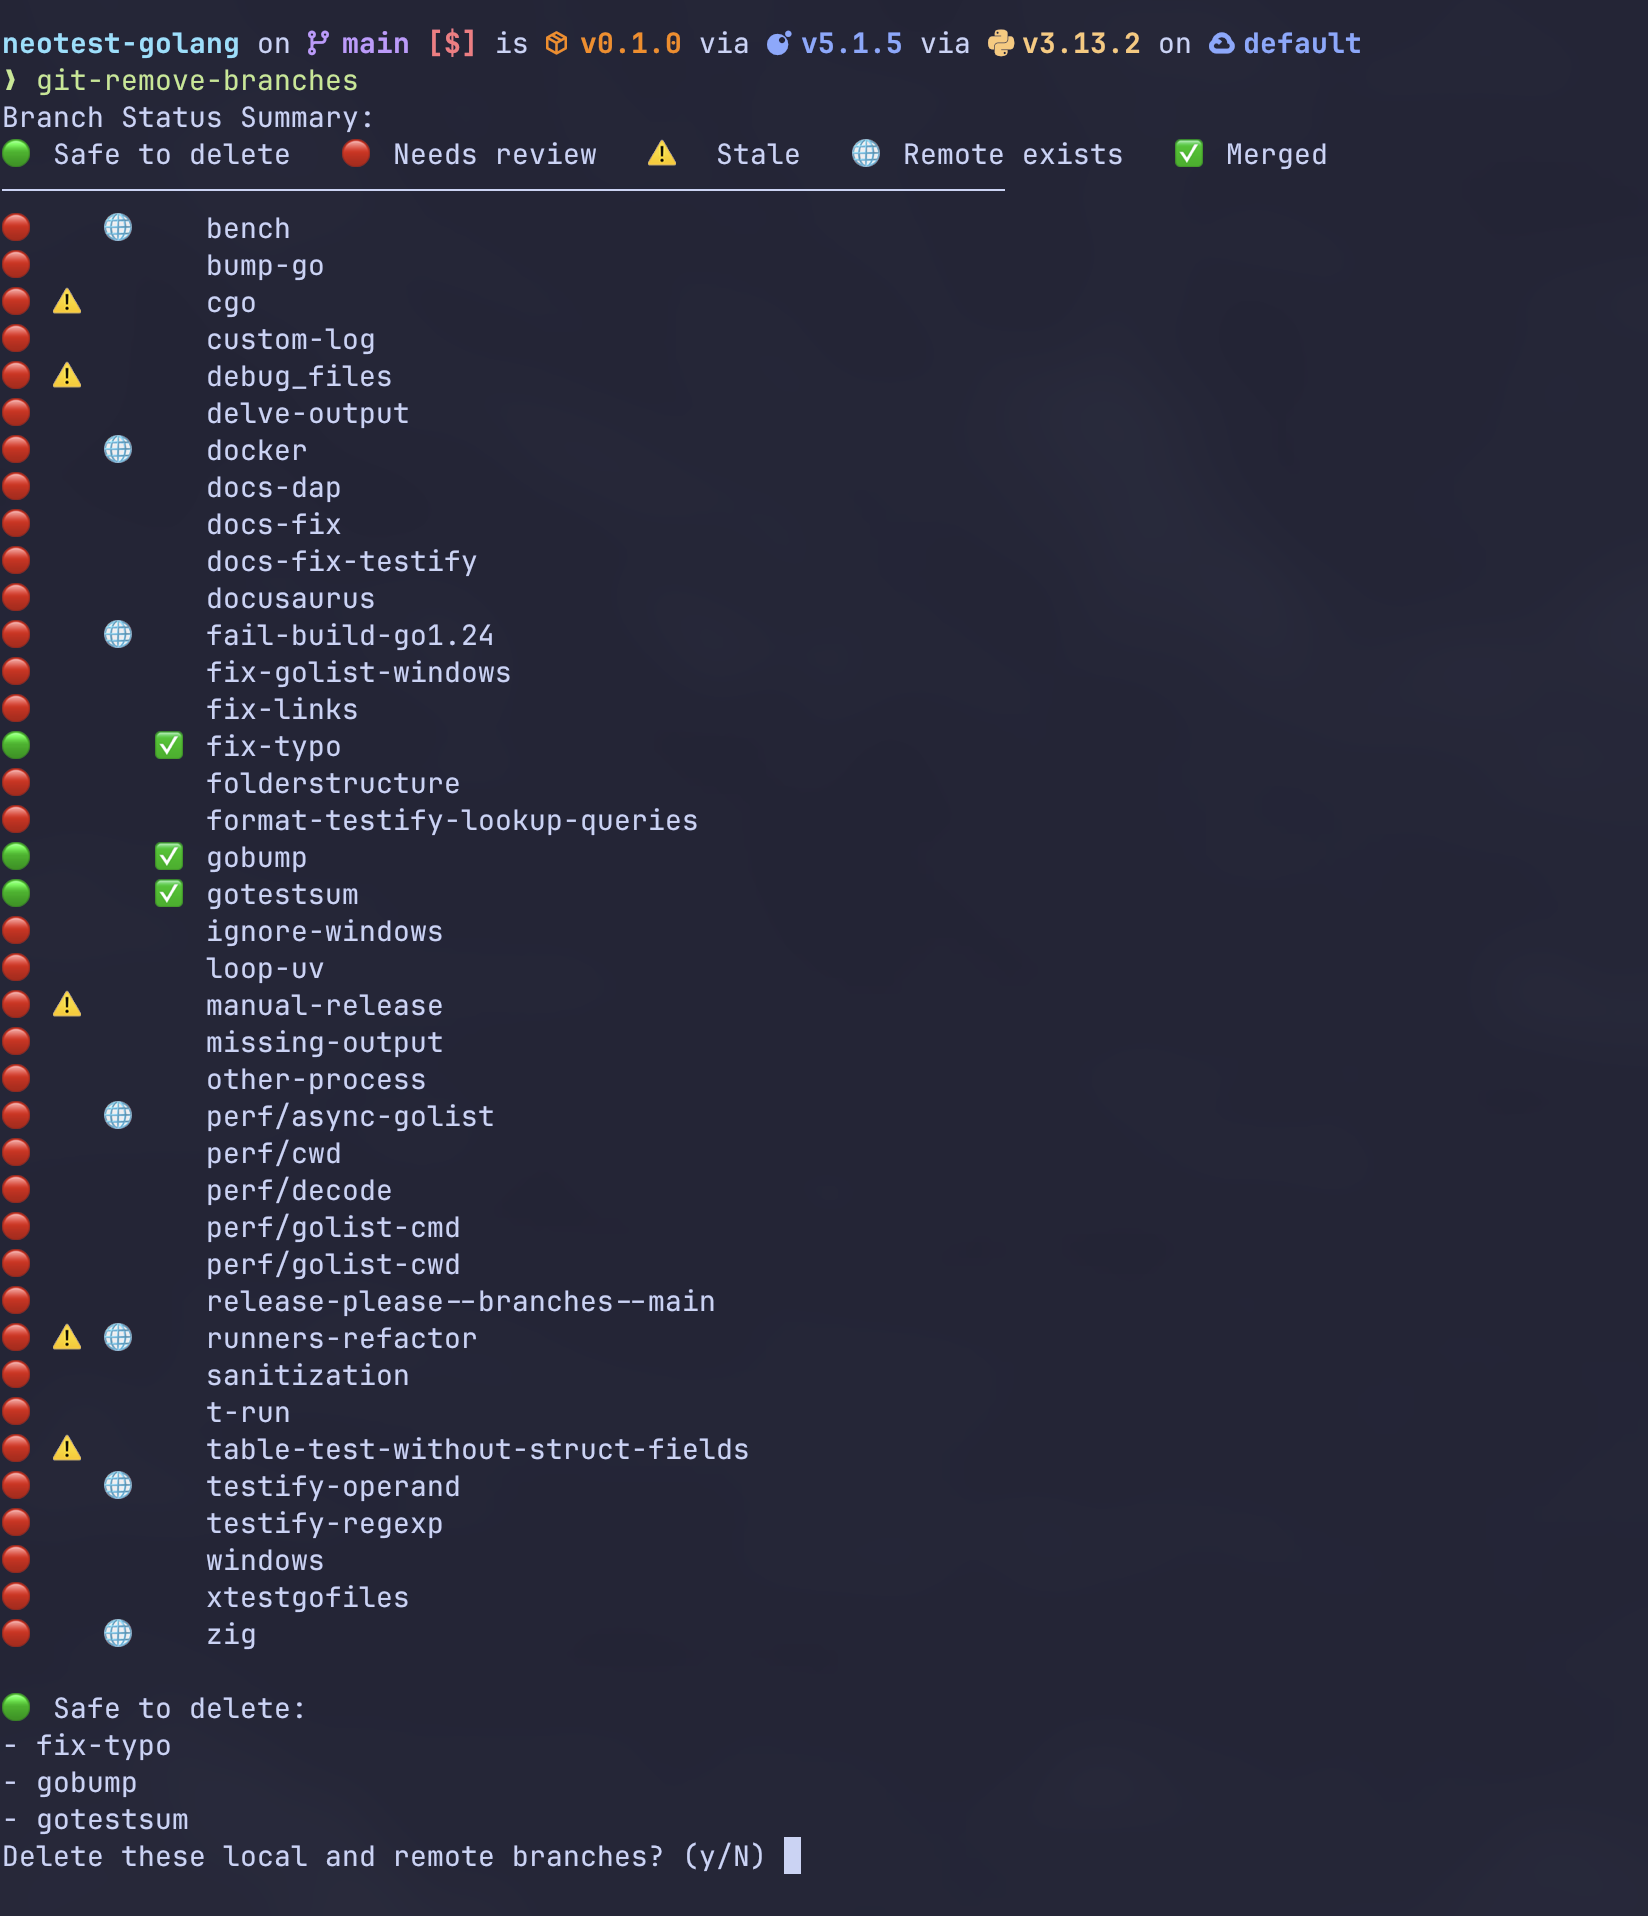 neotest-golang on main [$] is v0.1.0 via v5.1.5 via v3.13.2 on default
❯ git-remove-branches
Branch Status Summary:
🟢 Safe to delete 🔴 Needs review ⚠️ Stale 🌐 Remote exists ✅ Merged
🔴 🌐 bench
🔴 bump-go
🔴 ⚠️ cgo
🔴 custom-log
🔴 ⚠️ debug_files
🔴 delve-output
🔴 🌐 docker
🔴 docs-dap
🔴 docs-fix
🔴 docs-fix-testify
🔴 docusaurus
🔴 🌐 fail-build-go1.24
🔴 fix-golist-windows
🔴 fix-links
🟢 ✅ fix-typo
🔴 folderstructure
🔴 format-testify-lookup-queries
🟢 ✅ gobump
🟢 ✅ gotestsum
🔴 ignore-windows
🔴 loop-uv
🔴 ⚠️ manual-release
🔴 missing-output
🔴 other-process
🔴 🌐 perf/async-golist
🔴 perf/cwd
🔴 perf/decode
🔴 perf/golist-cmd
🔴 perf/golist-cwd
🔴 release-please--branches--main
🔴 ⚠️ 🌐 runners-refactor
🔴 sanitization
🔴 t-run
🔴 ⚠️ table-test-without-struct-fields
🔴 🌐 testify-operand
🔴 testify-regexp
🔴 windows
🔴 xtestgofiles
🔴 🌐 zig
🟢 Safe to delete:
- fix-typo
- gobump
- gotestsum
Delete these local and remote branches? (y/N)